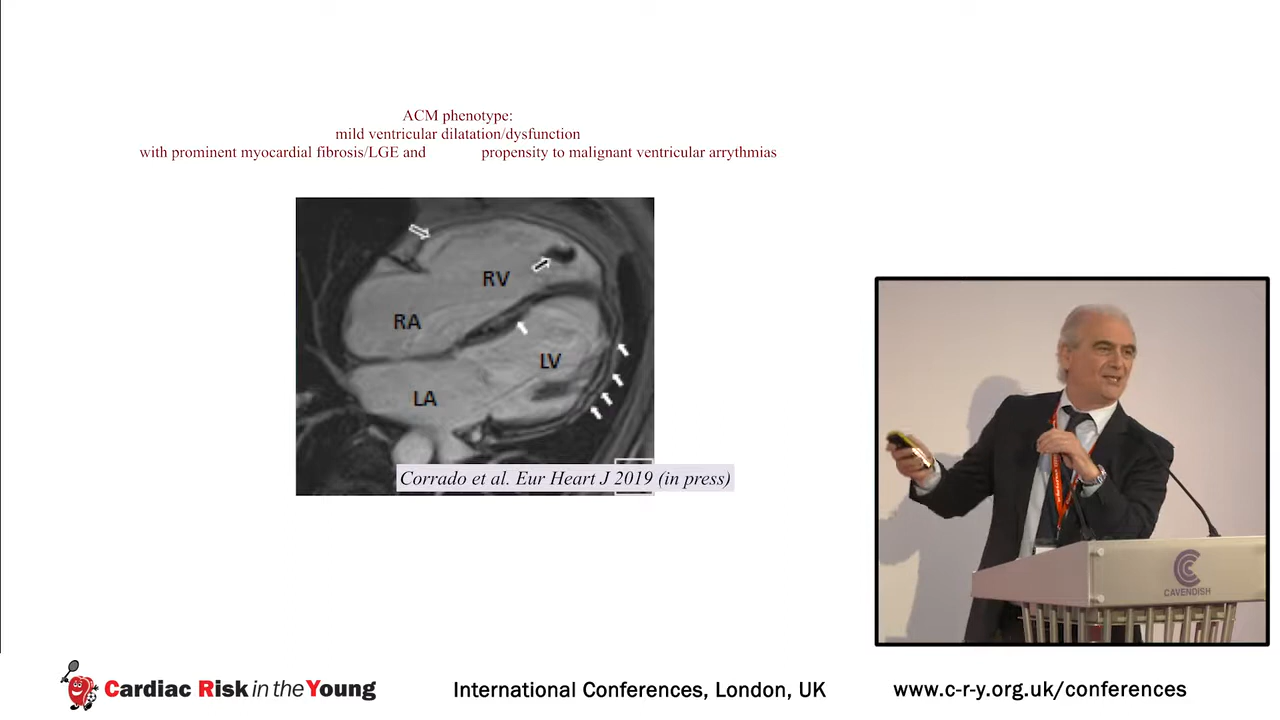 ACM phenotype:
mild ventricular dilatation/dysfunction
with prominent myocardial fibrosis/LGE and propensity to malignant ventricular arrythmias
RV
RA
LV
LA
Corrado et al. Eur Heart J 2019 (in press)
CAVENDISH
Cardiac Risk in the Young
International Conferences, London, UK
www.c-r-y.org.uk/conferences